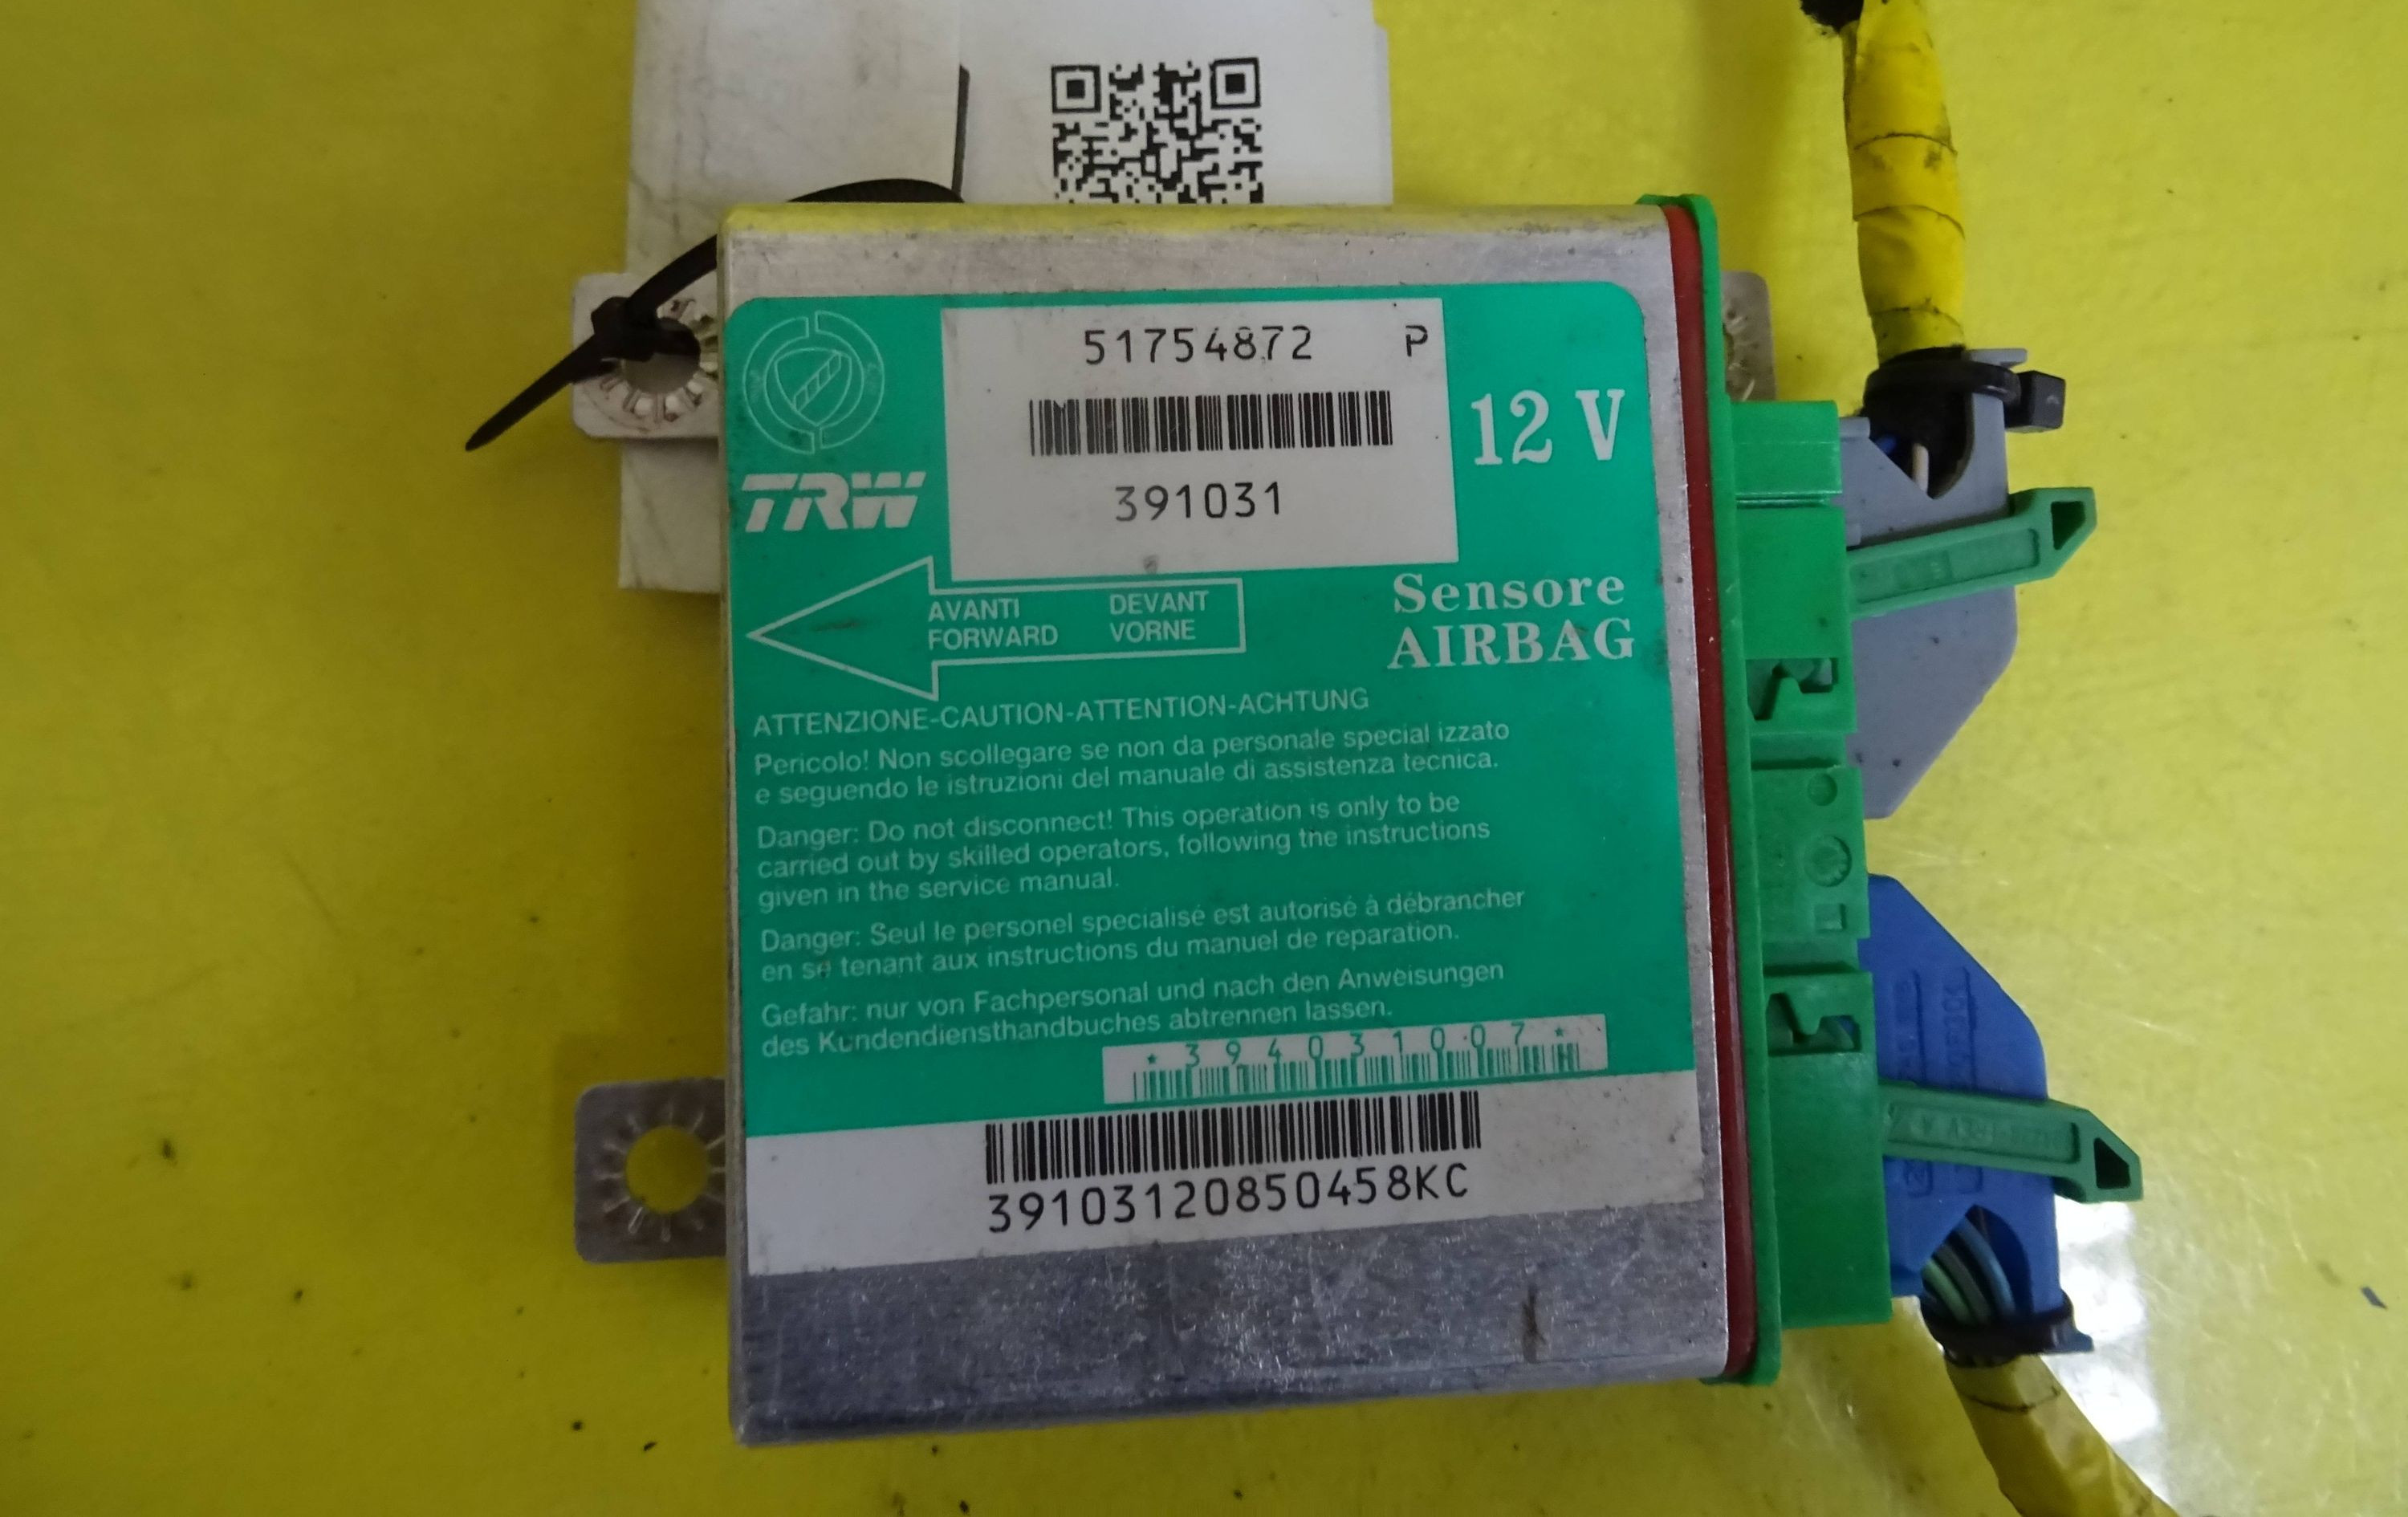 51754872 P
391031
12 V
TRW
AVANTI DEVANT
FORWARD VORNE
Sensore
AIRBAG
ATTENZIONE-CAUTION-ATTENTION-ACHTUNG
Pericolo! Non scollegare se non da personale special izzato
e seguendo le istruzioni del manuale di assistenza tecnica.
Danger: Do not disconnect! This operation is only to be
carried out by skilled operators, following the instructions
given in the service manual.
Danger: Seul le personel specialisé est autorisé à débrancher
en se tenant aux instructions du manuel de reparation.
Gefahr: nur von Fachpersonal und nach den Anweisungen
des Kundendiensthandbuches abtrennen lassen.
* 394031007 *
39103120850458KC